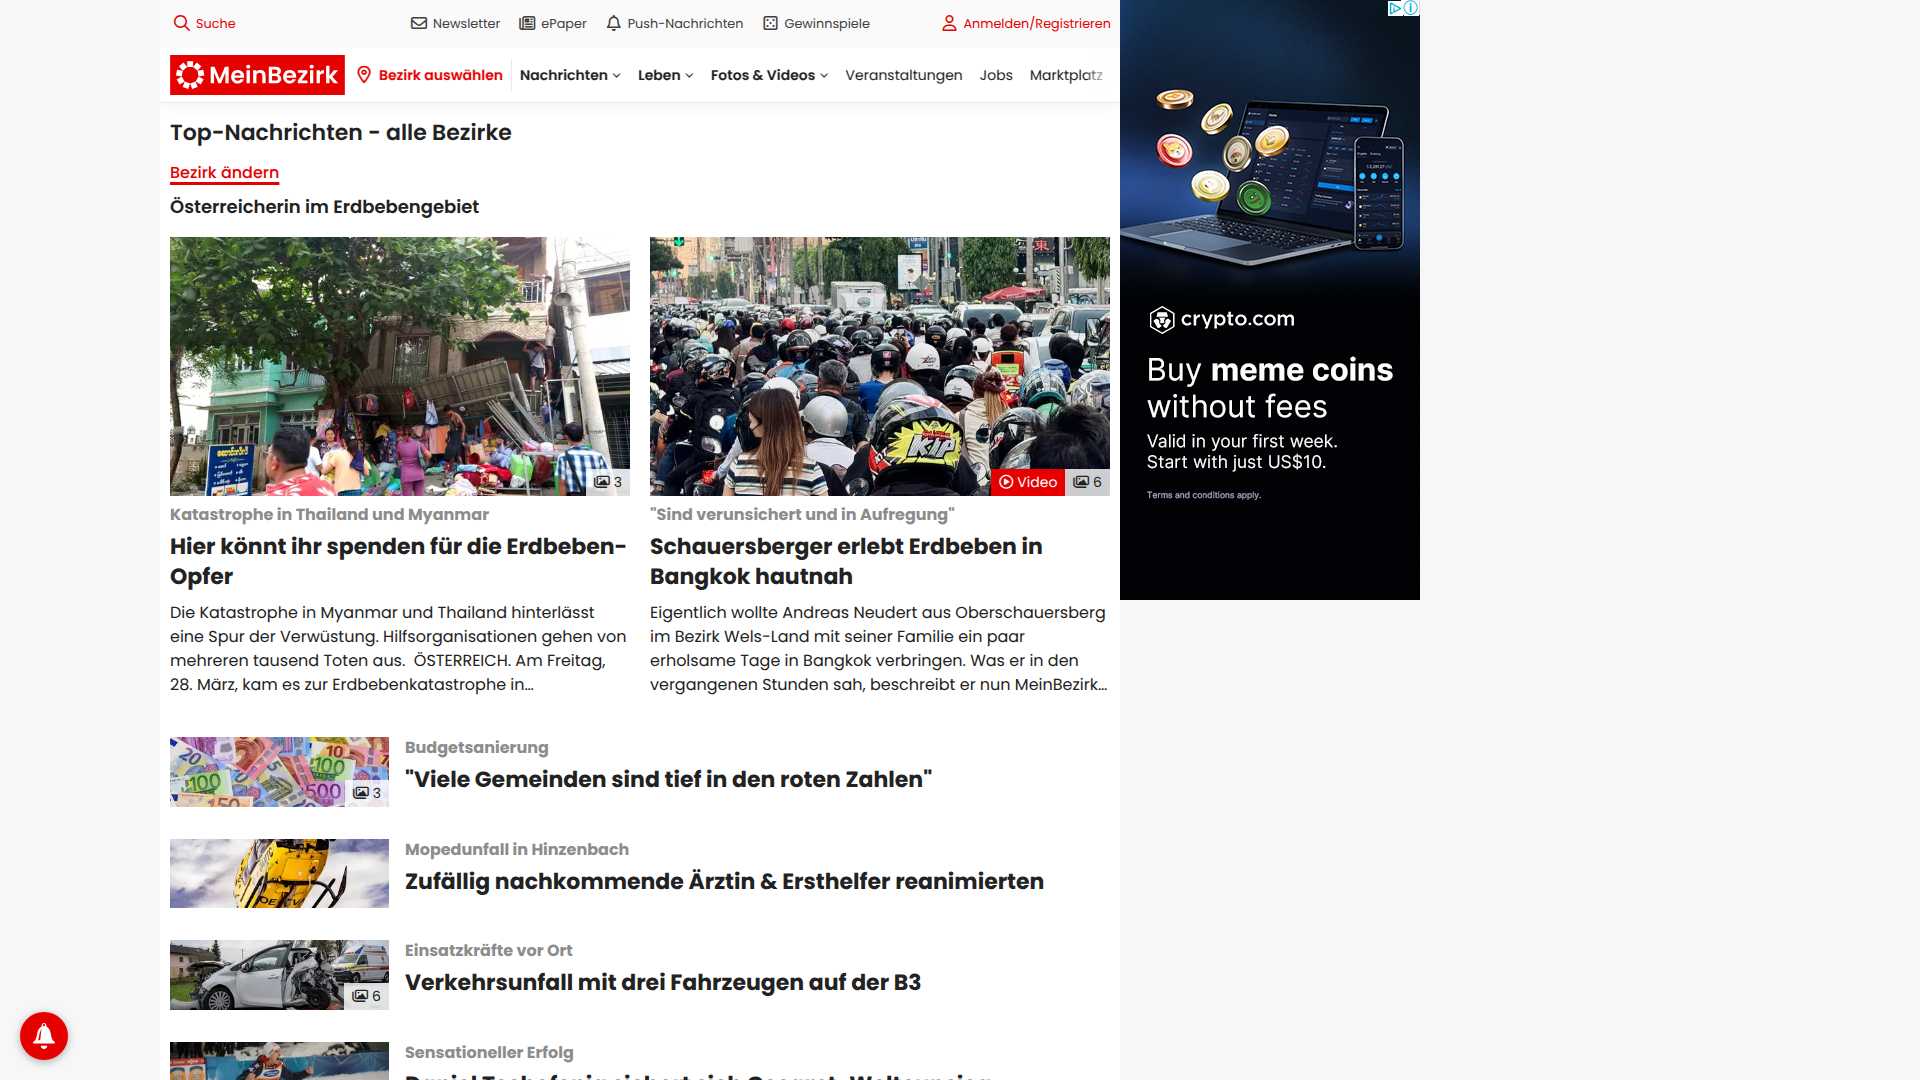 Suche
Newsletter
ePaper
Push-Nachrichten
Gewinnspiele
Anmelden/Registrieren
MeinBezirk
Bezirk auswählen
Nachrichten
Leben
Fotos & Videos
Veranstaltungen
Jobs
Marktplatz
Top-Nachrichten - alle Bezirke
Bezirk ändern
Österreicherin im Erdbebengebiet
3
Katastrophe in Thailand und Myanmar
Hier könnt ihr spenden für die Erdbeben-
Opfer
Die Katastrophe in Myanmar und Thailand hinterlässt
eine Spur der Verwüstung. Hilfsorganisationen gehen von
mehreren tausend Toten aus.  ÖSTERREICH. Am Freitag,
28. März, kam es zur Erdbebenkatastrophe in…
KiP
Video
6
"Sind verunsichert und in Aufregung"
Schauersberger erlebt Erdbeben in
Bangkok hautnah
Eigentlich wollte Andreas Neudert aus Oberschauersberg
im Bezirk Wels-Land mit seiner Familie ein paar
erholsame Tage in Bangkok verbringen. Was er in den
vergangenen Stunden sah, beschreibt er nun MeinBezirk…
3
Budgetsanierung
"Viele Gemeinden sind tief in den roten Zahlen"
Mopedunfall in Hinzenbach
Zufällig nachkommende Ärztin & Ersthelfer reanimierten
6
Einsatzkräfte vor Ort
Verkehrsunfall mit drei Fahrzeugen auf der B3
Sensationeller Erfolg
crypto.com
Buy meme coins
without fees
Valid in your first week.
Start with just US$10.
Terms and conditions apply.